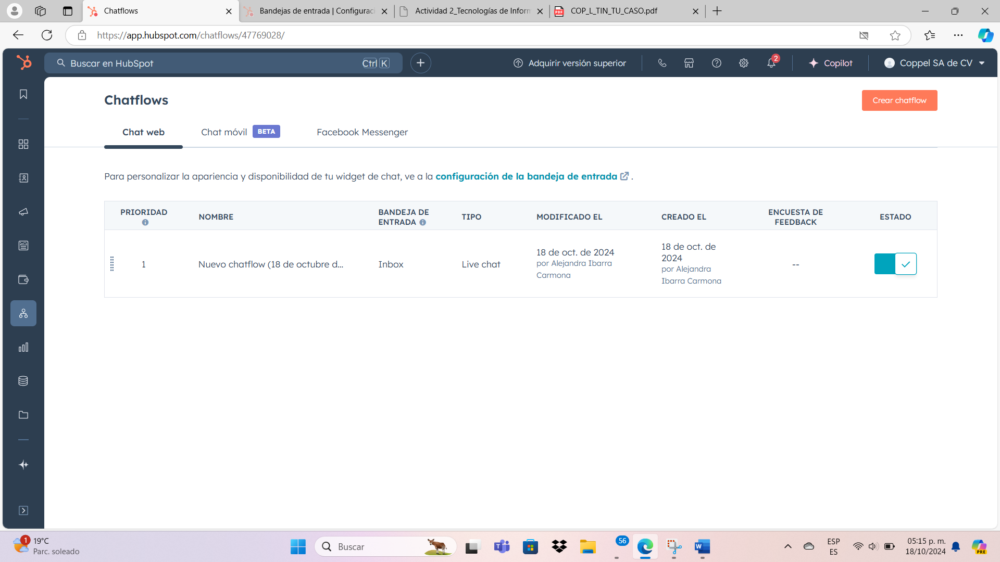 Chatflows
Bandejas de entrada | Configuraci
Actividad 2_Tecnologías de Inform
COP_L_TIN_TU_CASO.pdf
https://app.hubspot.com/chatflows/47769028/
Buscar en HubSpot
Ctrl K
Adquirir versión superior
2
Copilot
Coppel SA de CV
Chatflows
Crear chatflow
Chat web
Chat móvil BETA
Facebook Messenger
Para personalizar la apariencia y disponibilidad de tu widget de chat, ve a la configuración de la bandeja de entrada .
PRIORIDAD
NOMBRE
BANDEJA DE
ENTRADA
TIPO
MODIFICADO EL
CREADO EL
ENCUESTA DE
FEEDBACK
ESTADO
1
Nuevo chatflow (18 de octubre d...
Inbox
Live chat
18 de oct. de 2024
por Alejandra Ibarra
Carmona
18 de oct. de
2024
por Alejandra
Ibarra Carmona
--
1
19°C
Parc. soleado
Buscar
56
ESP
ES
05:15 p. m.
18/10/2024
PRE